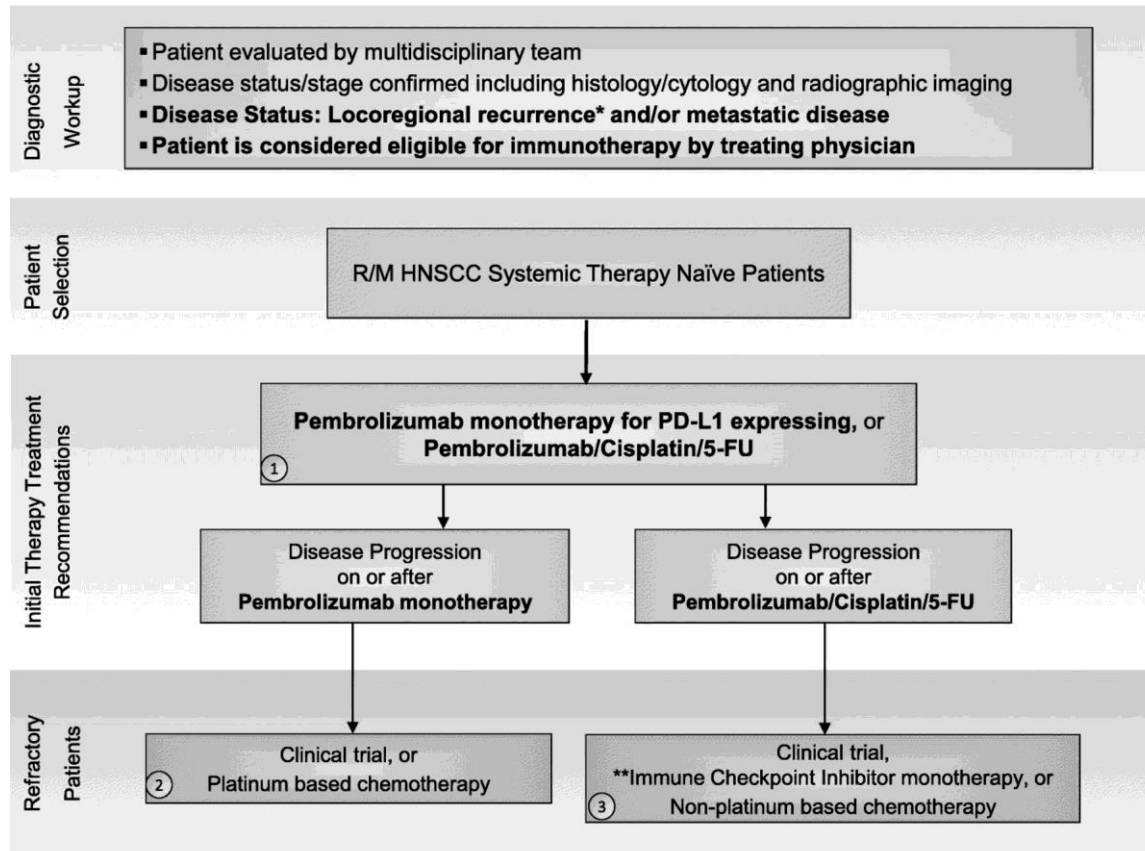 Diagnostic
Workup
▪ Patient evaluated by multidisciplinary team
▪ Disease status/stage confirmed including histology/cytology and radiographic imaging
▪ Disease Status: Locoregional recurrence* and/or metastatic disease
▪ Patient is considered eligible for immunotherapy by treating physician
Patient
Selection
R/M HNSCC Systemic Therapy Naïve Patients
Initial Therapy Treatment
Recommendations
Pembrolizumab monotherapy for PD-L1 expressing, or
Pembrolizumab/Cisplatin/5-FU
1
Disease Progression
on or after
Pembrolizumab monotherapy
Disease Progression
on or after
Pembrolizumab/Cisplatin/5-FU
Refractory
Patients
Clinical trial, or
Platinum based chemotherapy
2
Clinical trial,
**Immune Checkpoint Inhibitor monotherapy, or
Non-platinum based chemotherapy
3